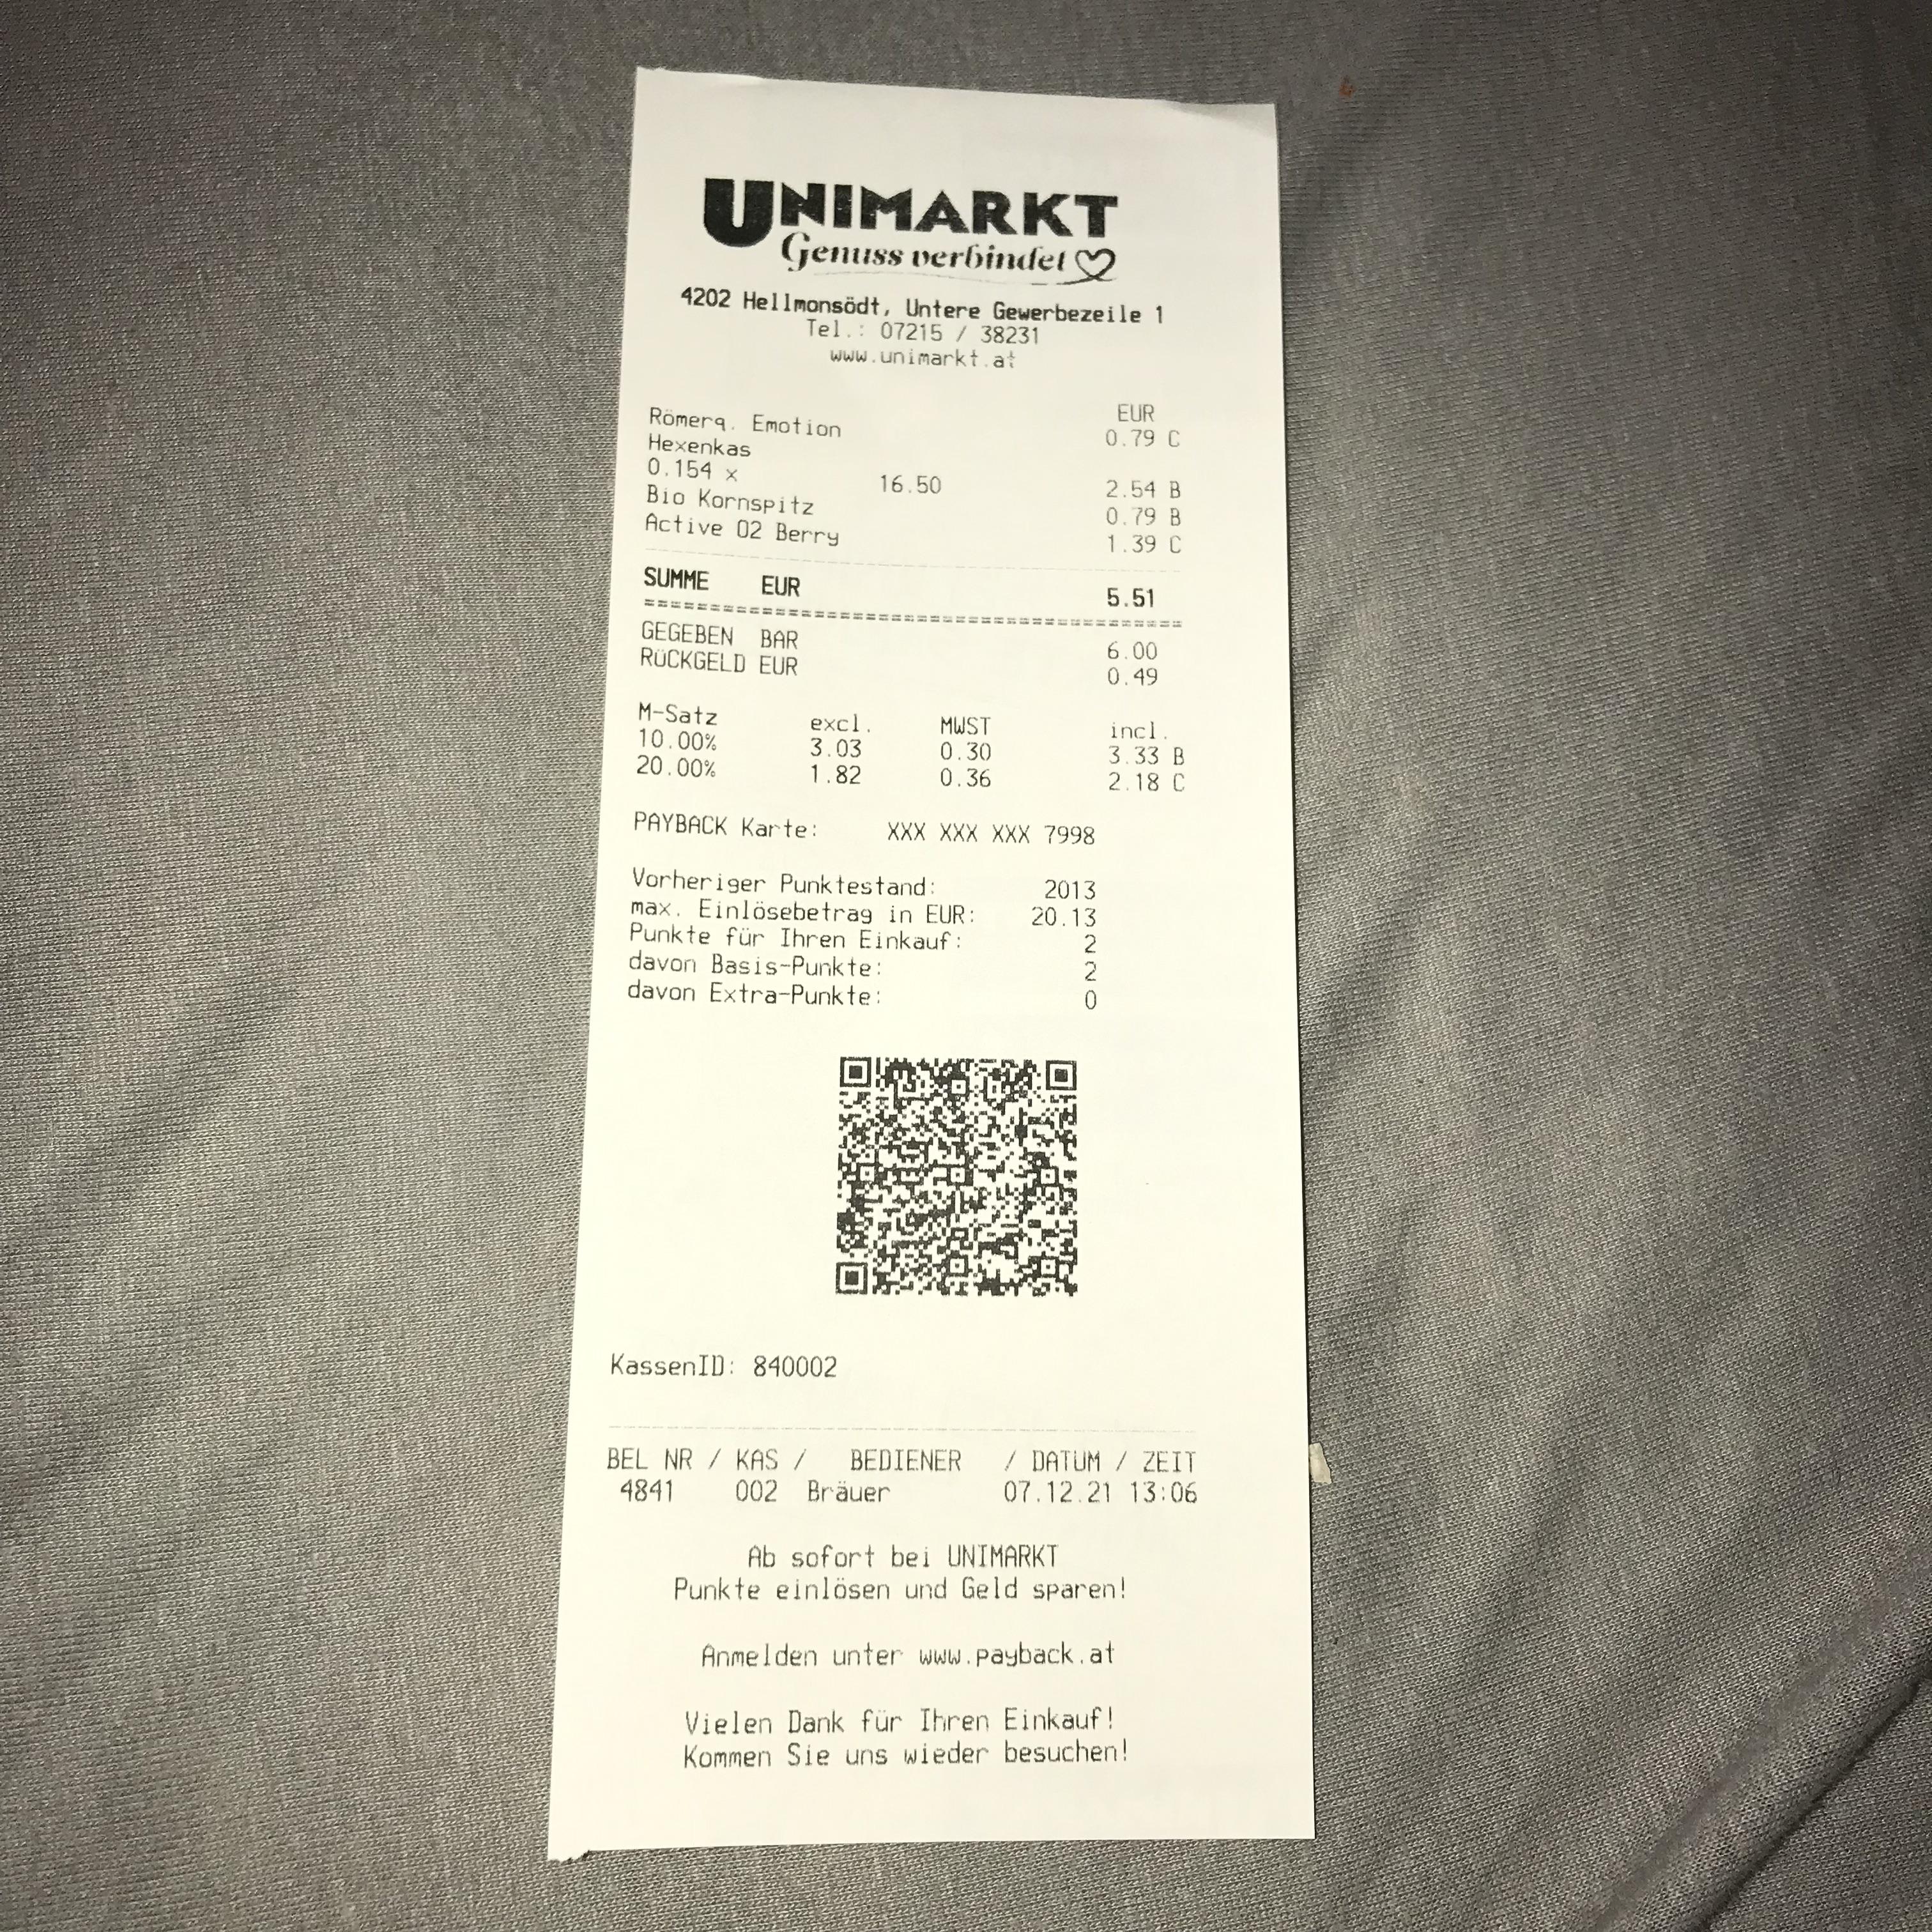 UNIMARKT
Genuss verbindet
4202 Hellmonsödt, Untere Gewerbezeile 1
Tel.: 07215 / 38231
www.unimarkt.at
EUR
Römerq. Emotion 0.79 C
Hexenkas
0.154 x 16.50 2.54 B
Bio Kornspitz 0.79 B
Active O2 Berry 1.39 C
SUMME EUR 5.51
GEGEBEN BAR 6.00
RÜCKGELD EUR 0.49
M-Satz excl. MWST incl.
10.00% 3.03 0.30 3.33 B
20.00% 1.82 0.36 2.18 C
PAYBACK Karte: XXX XXX XXX 7998
Vorheriger Punktestand: 2013
max. Einlösebetrag in EUR: 20.13
Punkte für Ihren Einkauf: 2
davon Basis-Punkte: 2
davon Extra-Punkte: 0
KassenID: 840002
BEL NR / KAS / BEDIENER / DATUM / ZEIT
4841 002 Bräuer 07.12.21 13:06
Ab sofort bei UNIMARKT
Punkte einlösen und Geld sparen!
Anmelden unter www.payback.at
Vielen Dank für Ihren Einkauf!
Kommen Sie uns wieder besuchen!